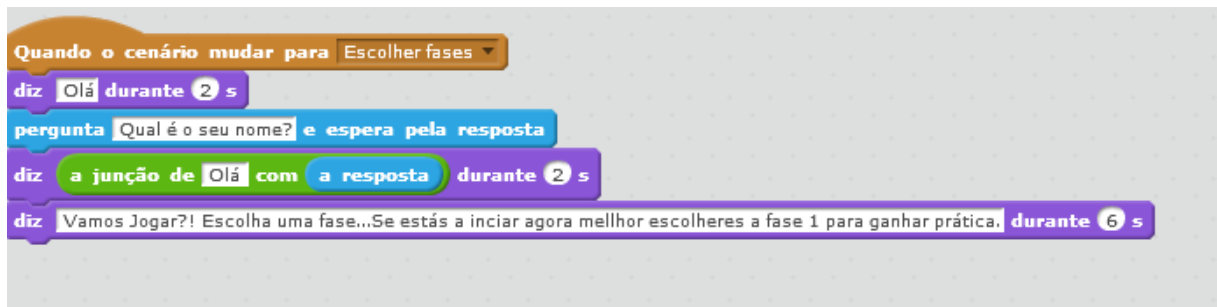 Quando o cenário mudar para Escolher fases
diz Olá durante 2 s
pergunta Qual é o seu nome? e espera pela resposta
diz a junção de Olá com a resposta durante 2 s
diz Vamos Jogar?! Escolha uma fase...Se estás a inciar agora mellhor escolheres a fase 1 para ganhar prática. durante 6 s